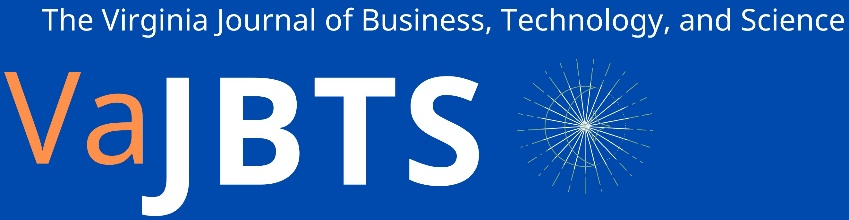 The Virginia Journal of Business, Technology, and Science
VaJBTS